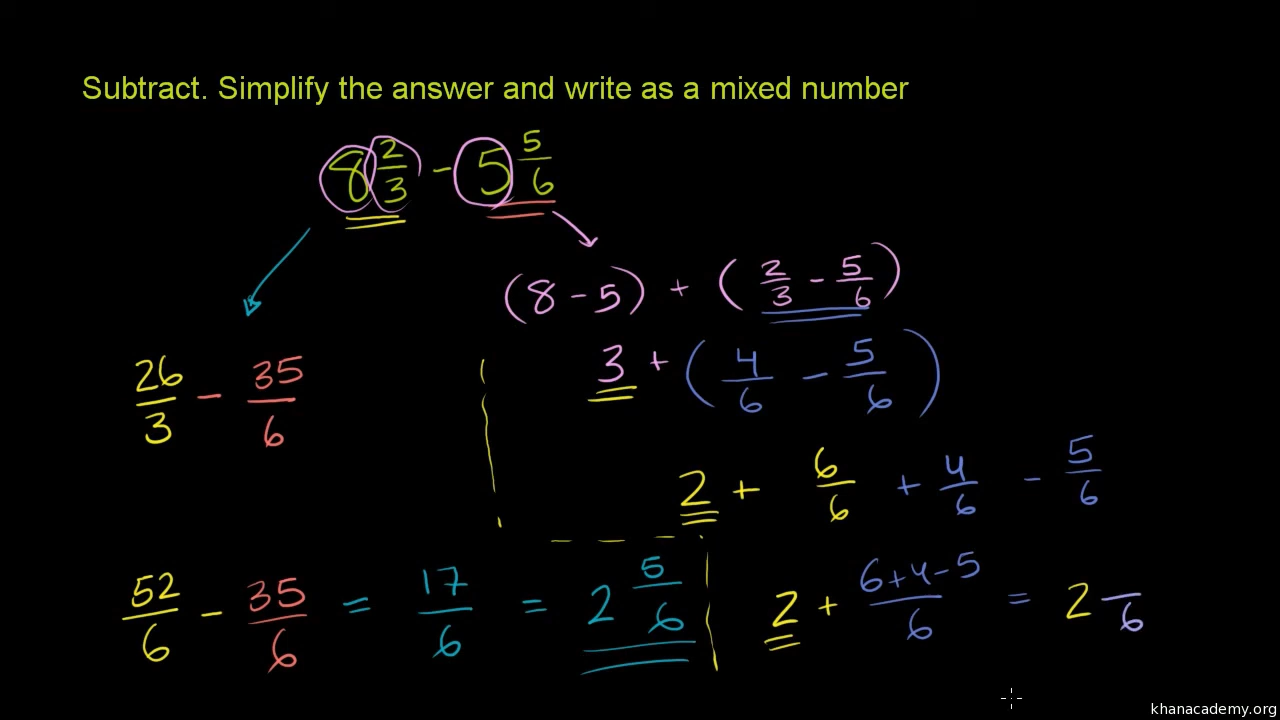 Subtract. Simplify the answer and write as a mixed number
8 2/3 - 5 5/6
(8 - 5) + (2/3 - 5/6)
3 + (4/6 - 5/6)
26/3 - 35/6
2 + 6/6 + 4/6 - 5/6
52/6 - 35/6 = 17/6 = 2 5/6
2 + (6+4-5)/6 = 2 /6
khanacademy.org